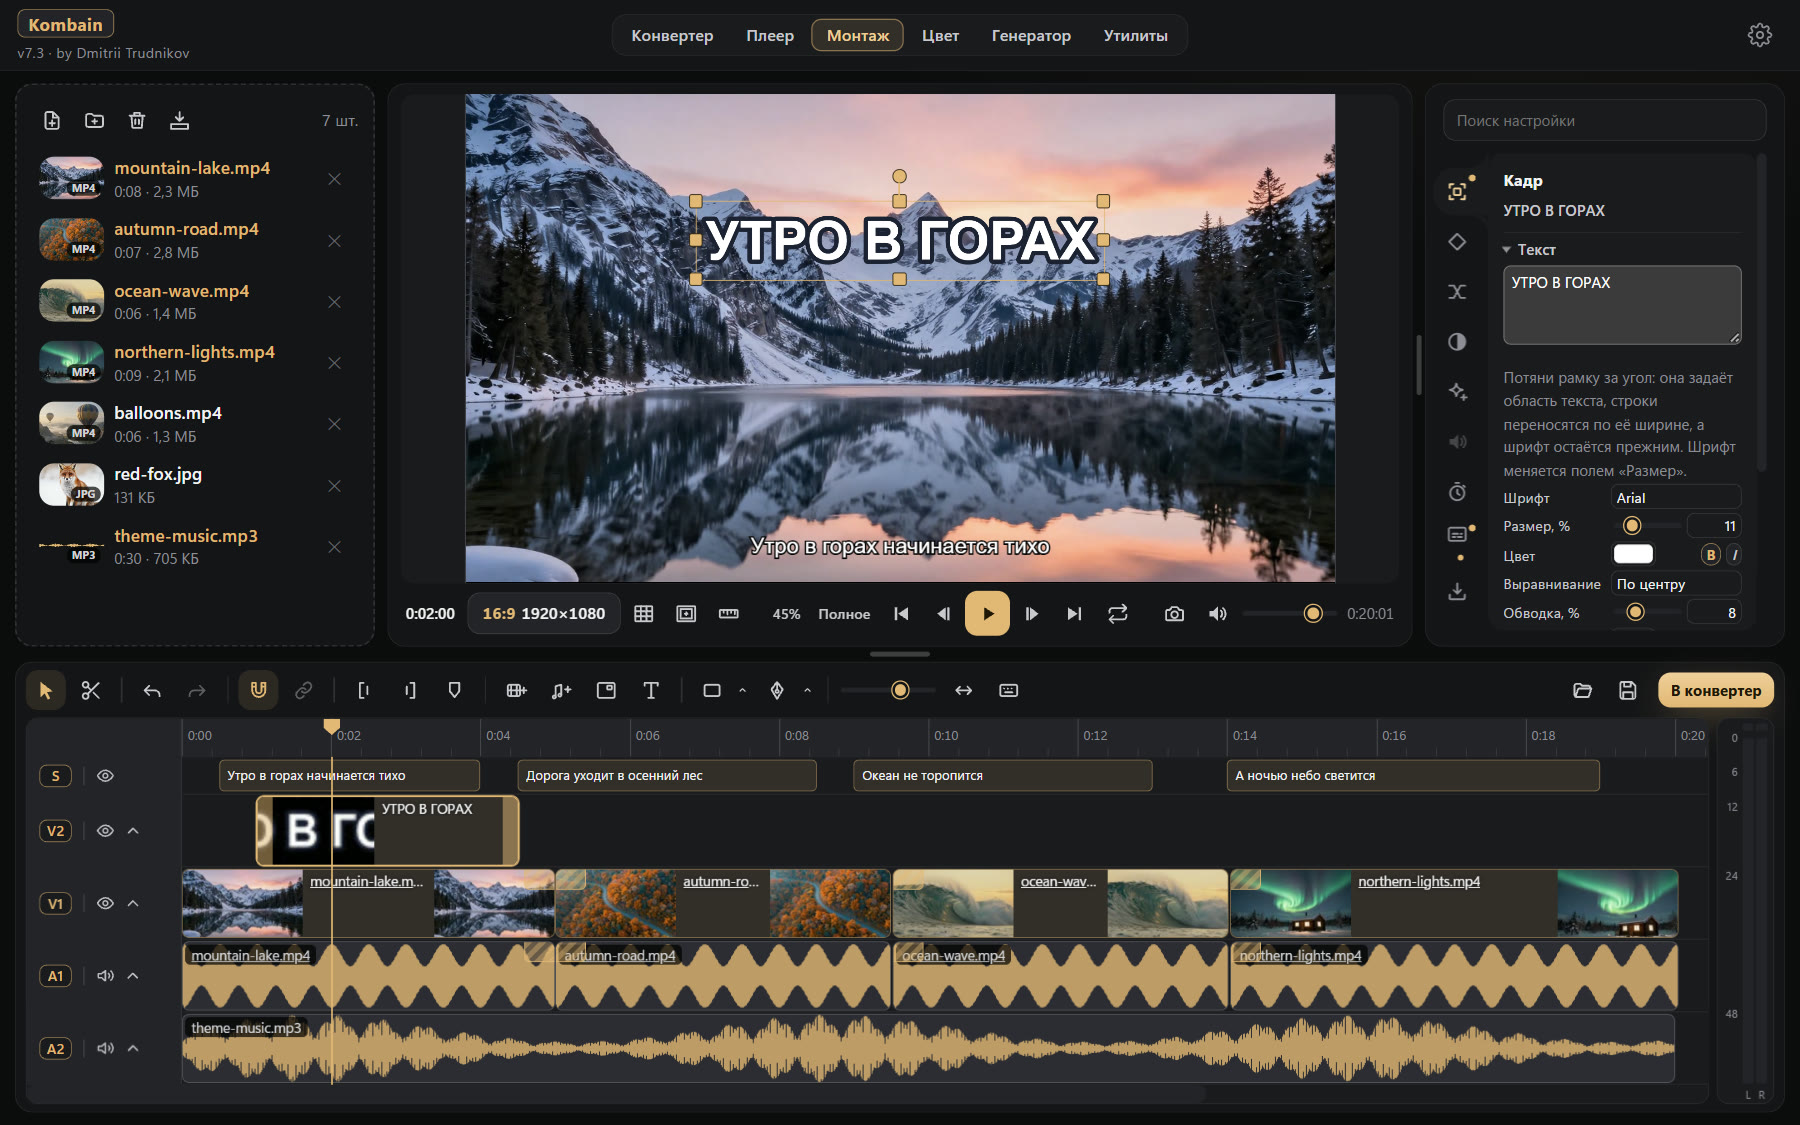 Kombain
v7.3 · by Dmitrii Trudnikov
Конвертер
Плеер
Монтаж
Цвет
Генератор
Утилиты
7 шт.
mountain-lake.mp4
0:08 · 2,3 МБ
MP4
autumn-road.mp4
0:07 · 2,8 МБ
MP4
ocean-wave.mp4
0:06 · 1,4 МБ
MP4
northern-lights.mp4
0:09 · 2,1 МБ
MP4
balloons.mp4
0:06 · 1,3 МБ
MP4
red-fox.jpg
131 КБ
JPG
theme-music.mp3
0:30 · 705 КБ
MP3
УТРО В ГОРАХ
Утро в горах начинается тихо
0:02:00
16:9 1920×1080
45%
Полное
0:20:01
Поиск настройки
Кадр
УТРО В ГОРАХ
Текст
УТРО В ГОРАХ
Потяни рамку за угол: она задаёт
область текста, строки
переносятся по её ширине, а
шрифт остаётся прежним. Шрифт
меняется полем «Размер».
Шрифт
Arial
Размер, %
11
Цвет
B I
Выравнивание
По центру
Обводка, %
8
В конвертер
0:00
0:02
0:04
0:06
0:08
0:10
0:12
0:14
0:16
0:18
0:20
S
Утро в горах начинается тихо
Дорога уходит в осенний лес
Океан не торопится
А ночью небо светится
V2
О В ГО
УТРО В ГОРАХ
V1
mountain-lake.m...
autumn-ro...
ocean-wav...
northern-lights.mp4
A1
mountain-lake.mp4
autumn-road.mp4
ocean-wave.mp4
northern-lights.mp4
A2
theme-music.mp3
0
6
12
24
48
L R